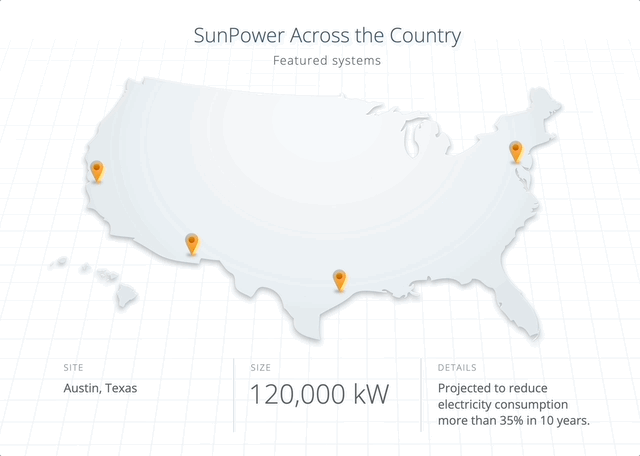 SunPower Across the Country
Featured systems
SITE
Austin, Texas
SIZE
120,000 kW
DETAILS
Projected to reduce
electricity consumption
more than 35% in 10 years.